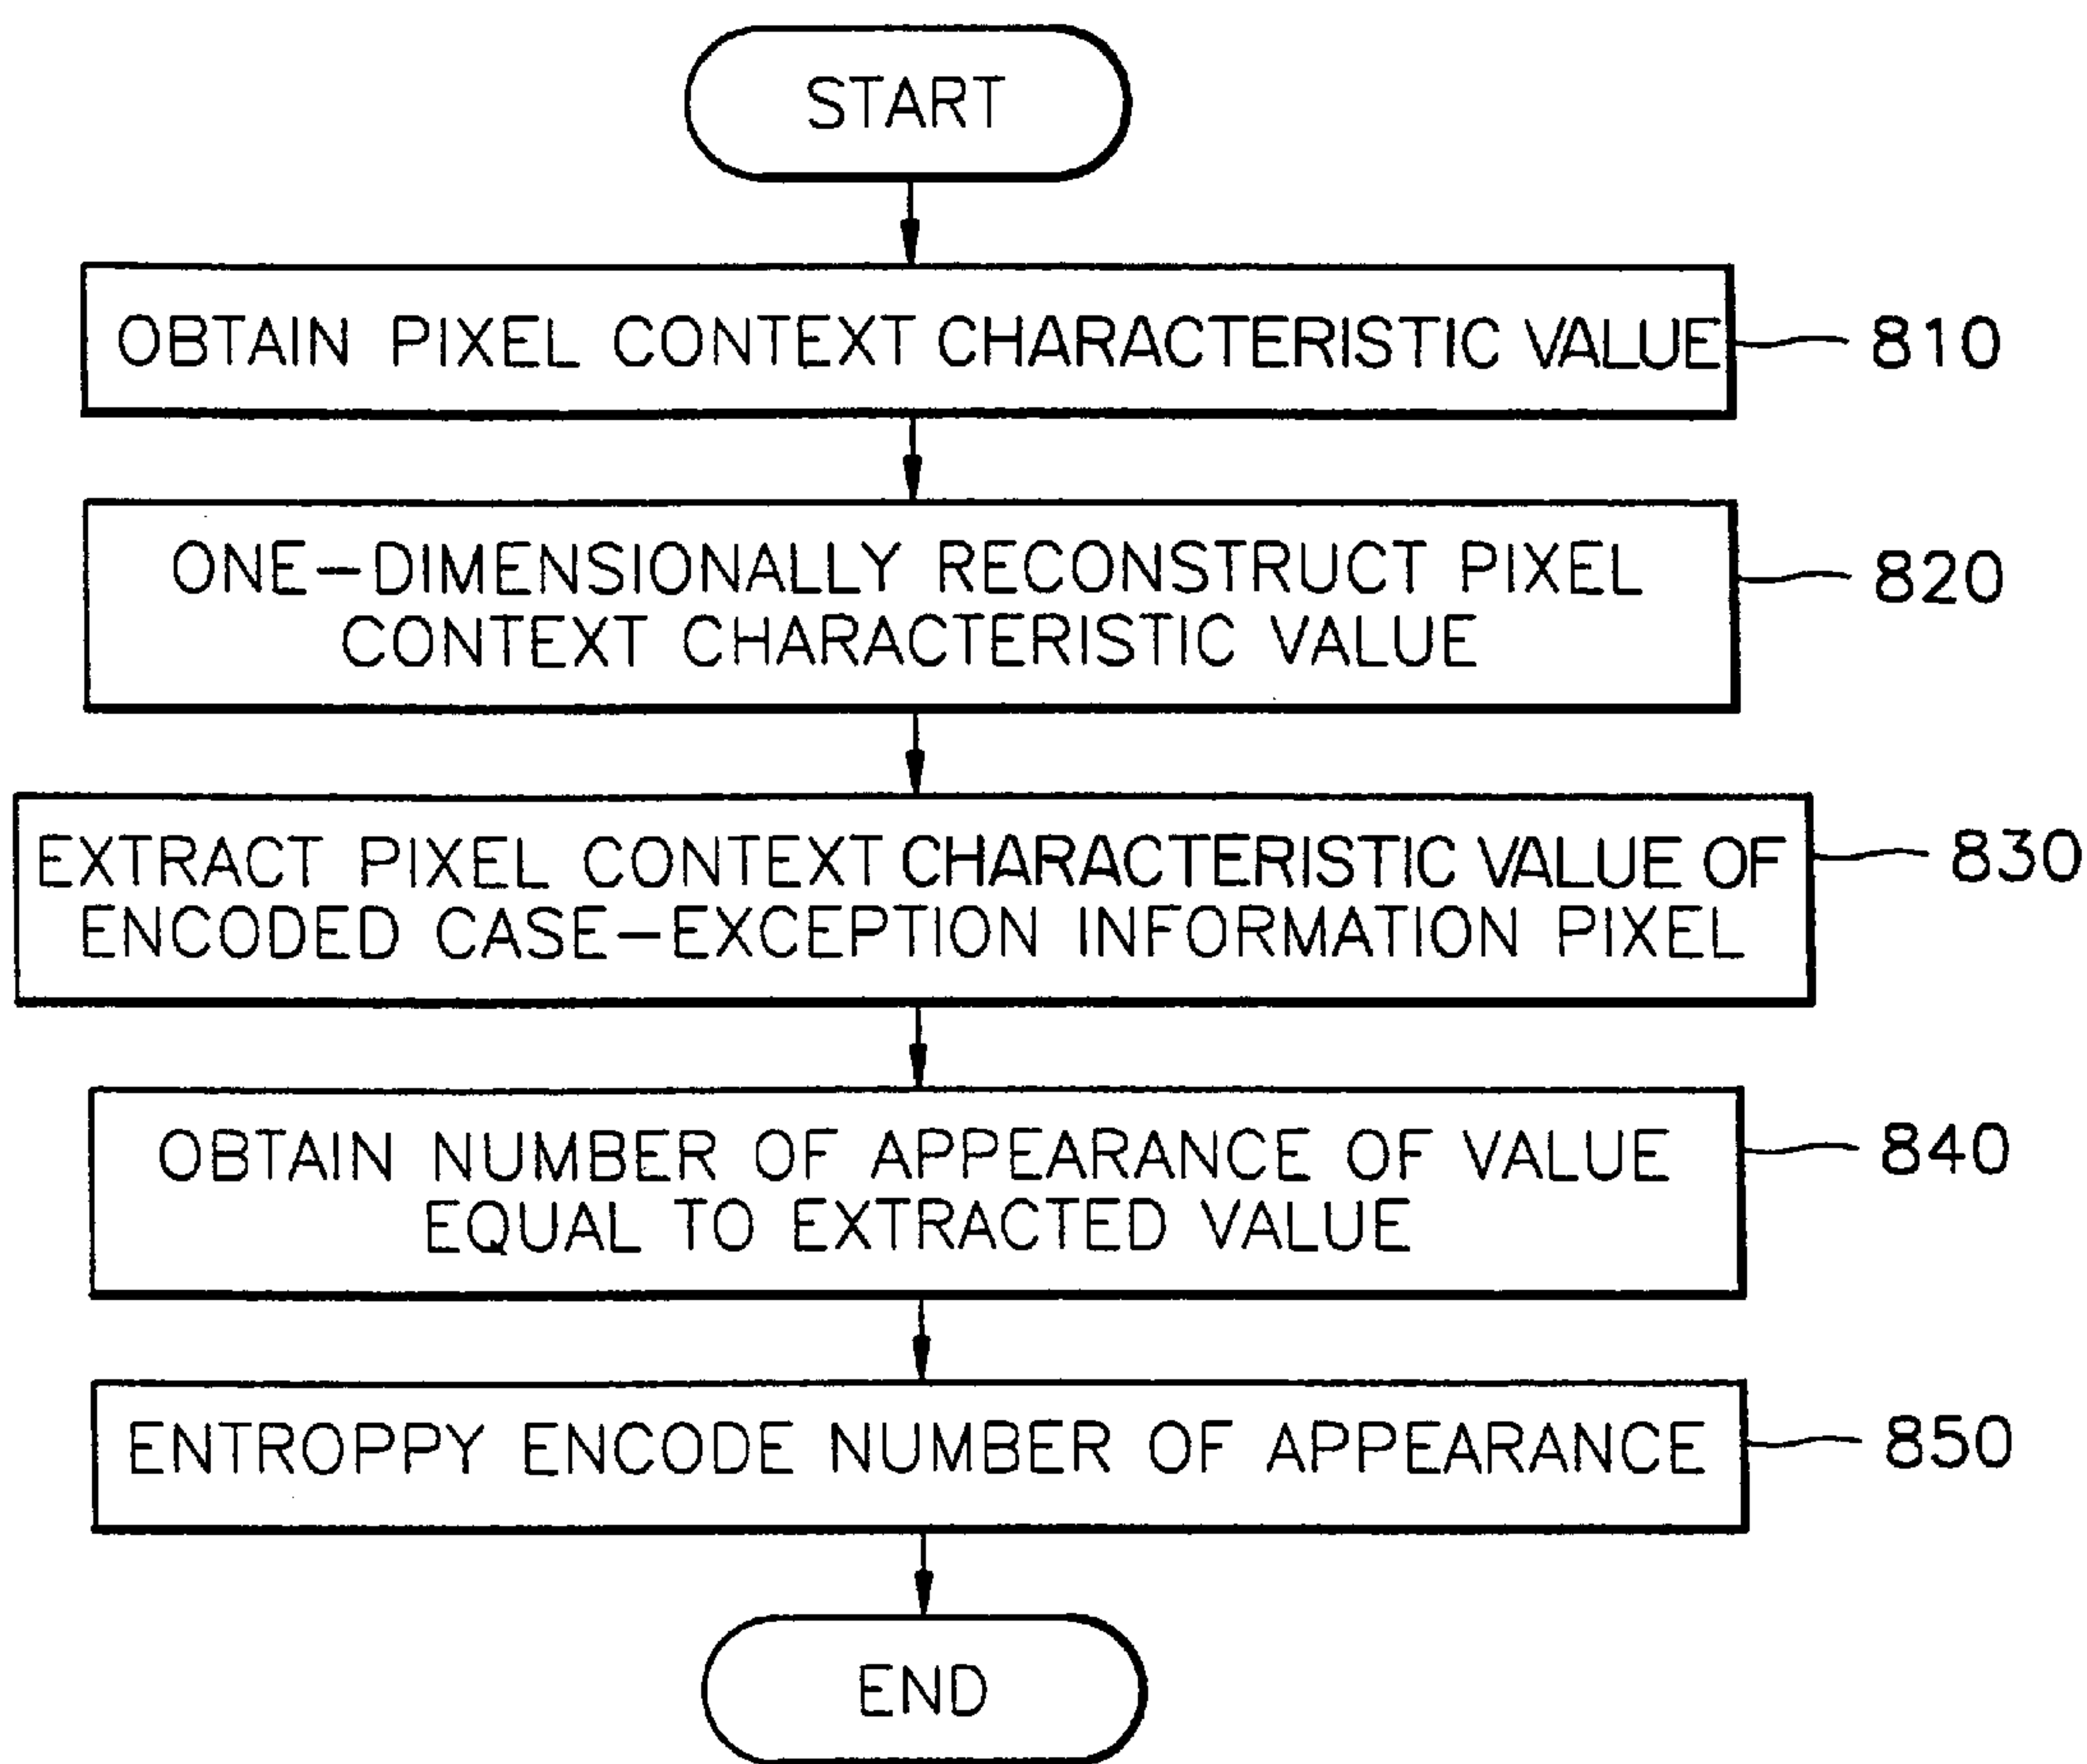 START
OBTAIN PIXEL CONTEXT CHARACTERISTIC VALUE 810
ONE-DIMENSIONALLY RECONSTRUCT PIXEL 820
CONTEXT CHARACTERISTIC VALUE
EXTRACT PIXEL CONTEXT CHARACTERISTIC VALUE OF 830
ENCODED CASE-EXCEPTION INFORMATION PIXEL
OBTAIN NUMBER OF APPEARANCE OF VALUE 840
EQUAL TO EXTRACTED VALUE
ENTROPPY ENCODE NUMBER OF APPEARANCE 850
END